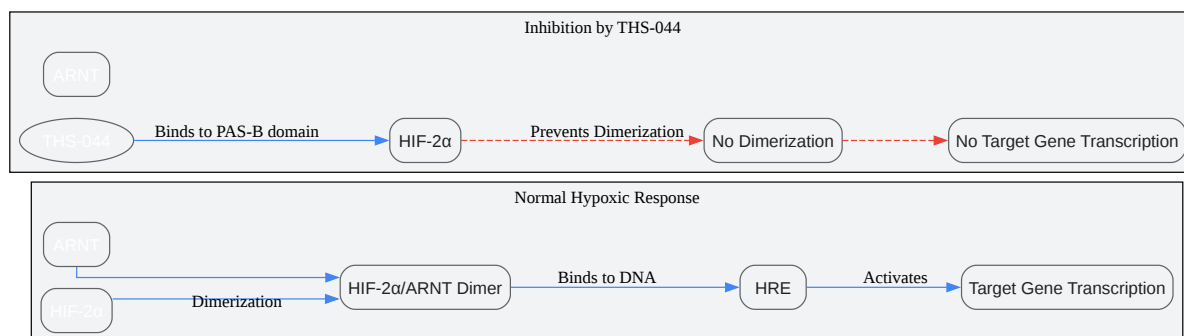 Inhibition by THS-044
ARNT
THS-044
Binds to PAS-B domain
HIF-2α
Prevents Dimerization
No Dimerization
No Target Gene Transcription
Normal Hypoxic Response
ARNT
HIF-2α
Dimerization
HIF-2α/ARNT Dimer
Binds to DNA
HRE
Activates
Target Gene Transcription